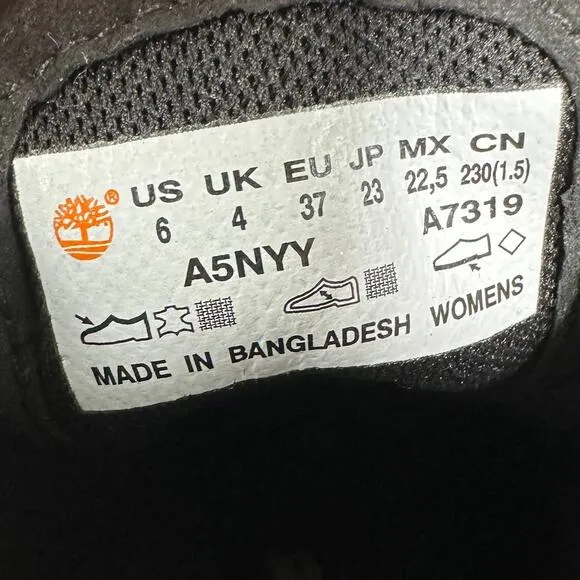 ® US UK EU JP MX CN
6 4 37 23 22,5 230(1.5)
A5NYY A7319
MADE IN BANGLADESH WOMENS